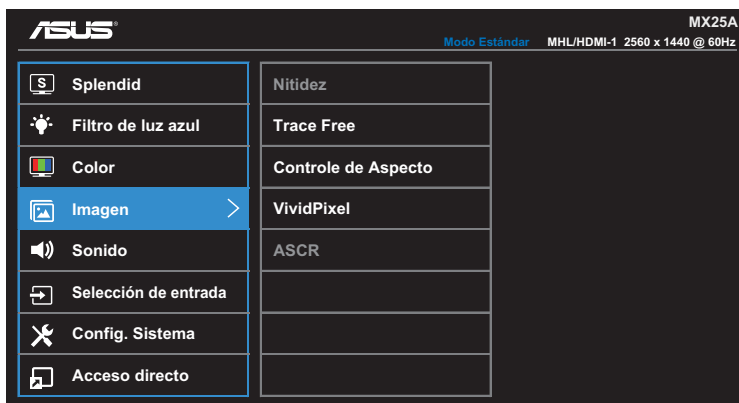 ASUS®
MX25A
Modo Estándar MHL/HDMI-1 2560 x 1440 @ 60Hz
S Splendid
Filtro de luz azul
Color
Imagen
Sonido
Selección de entrada
Config. Sistema
Acceso directo
Nitidez
Trace Free
Controle de Aspecto
VividPixel
ASCR